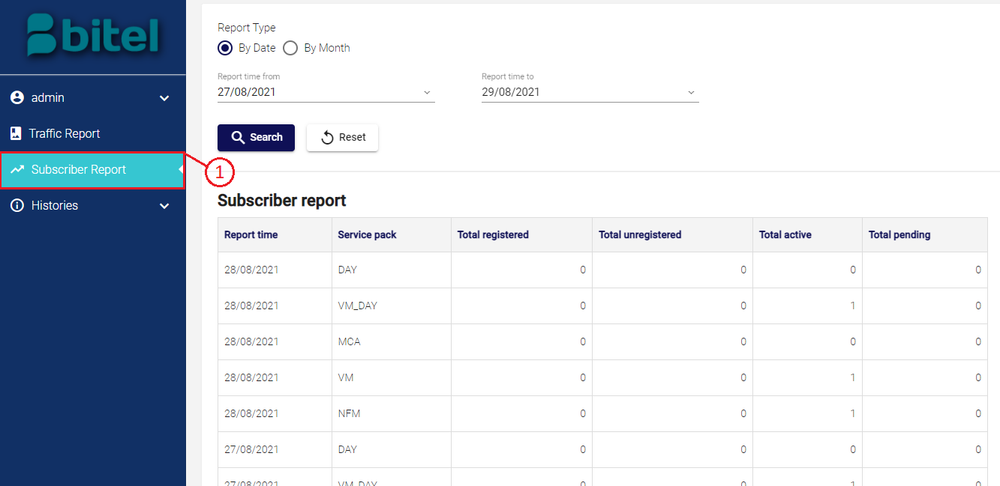 bitel
admin
Traffic Report
Subscriber Report
1
Histories
Report Type
By Date By Month
Report time from Report time to
27/08/2021 29/08/2021
Search Reset
Subscriber report
Report time Service pack Total registered Total unregistered Total active Total pending
28/08/2021 DAY 0 0 0 0
28/08/2021 VM_DAY 0 0 1 0
28/08/2021 MCA 0 0 0 0
28/08/2021 VM 0 0 1 0
28/08/2021 NFM 0 0 1 0
27/08/2021 DAY 0 0 0 0
27/08/2021 VM_DAY 0 0 1 0